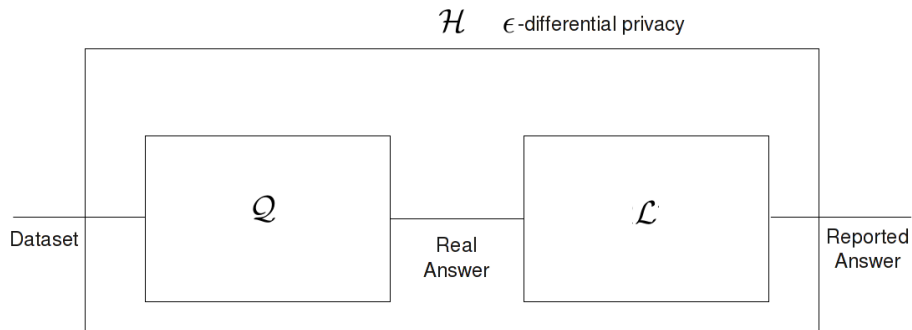 ℋ ϵ-differential privacy
𝒬
ℒ
Dataset
Real
Answer
Reported
Answer